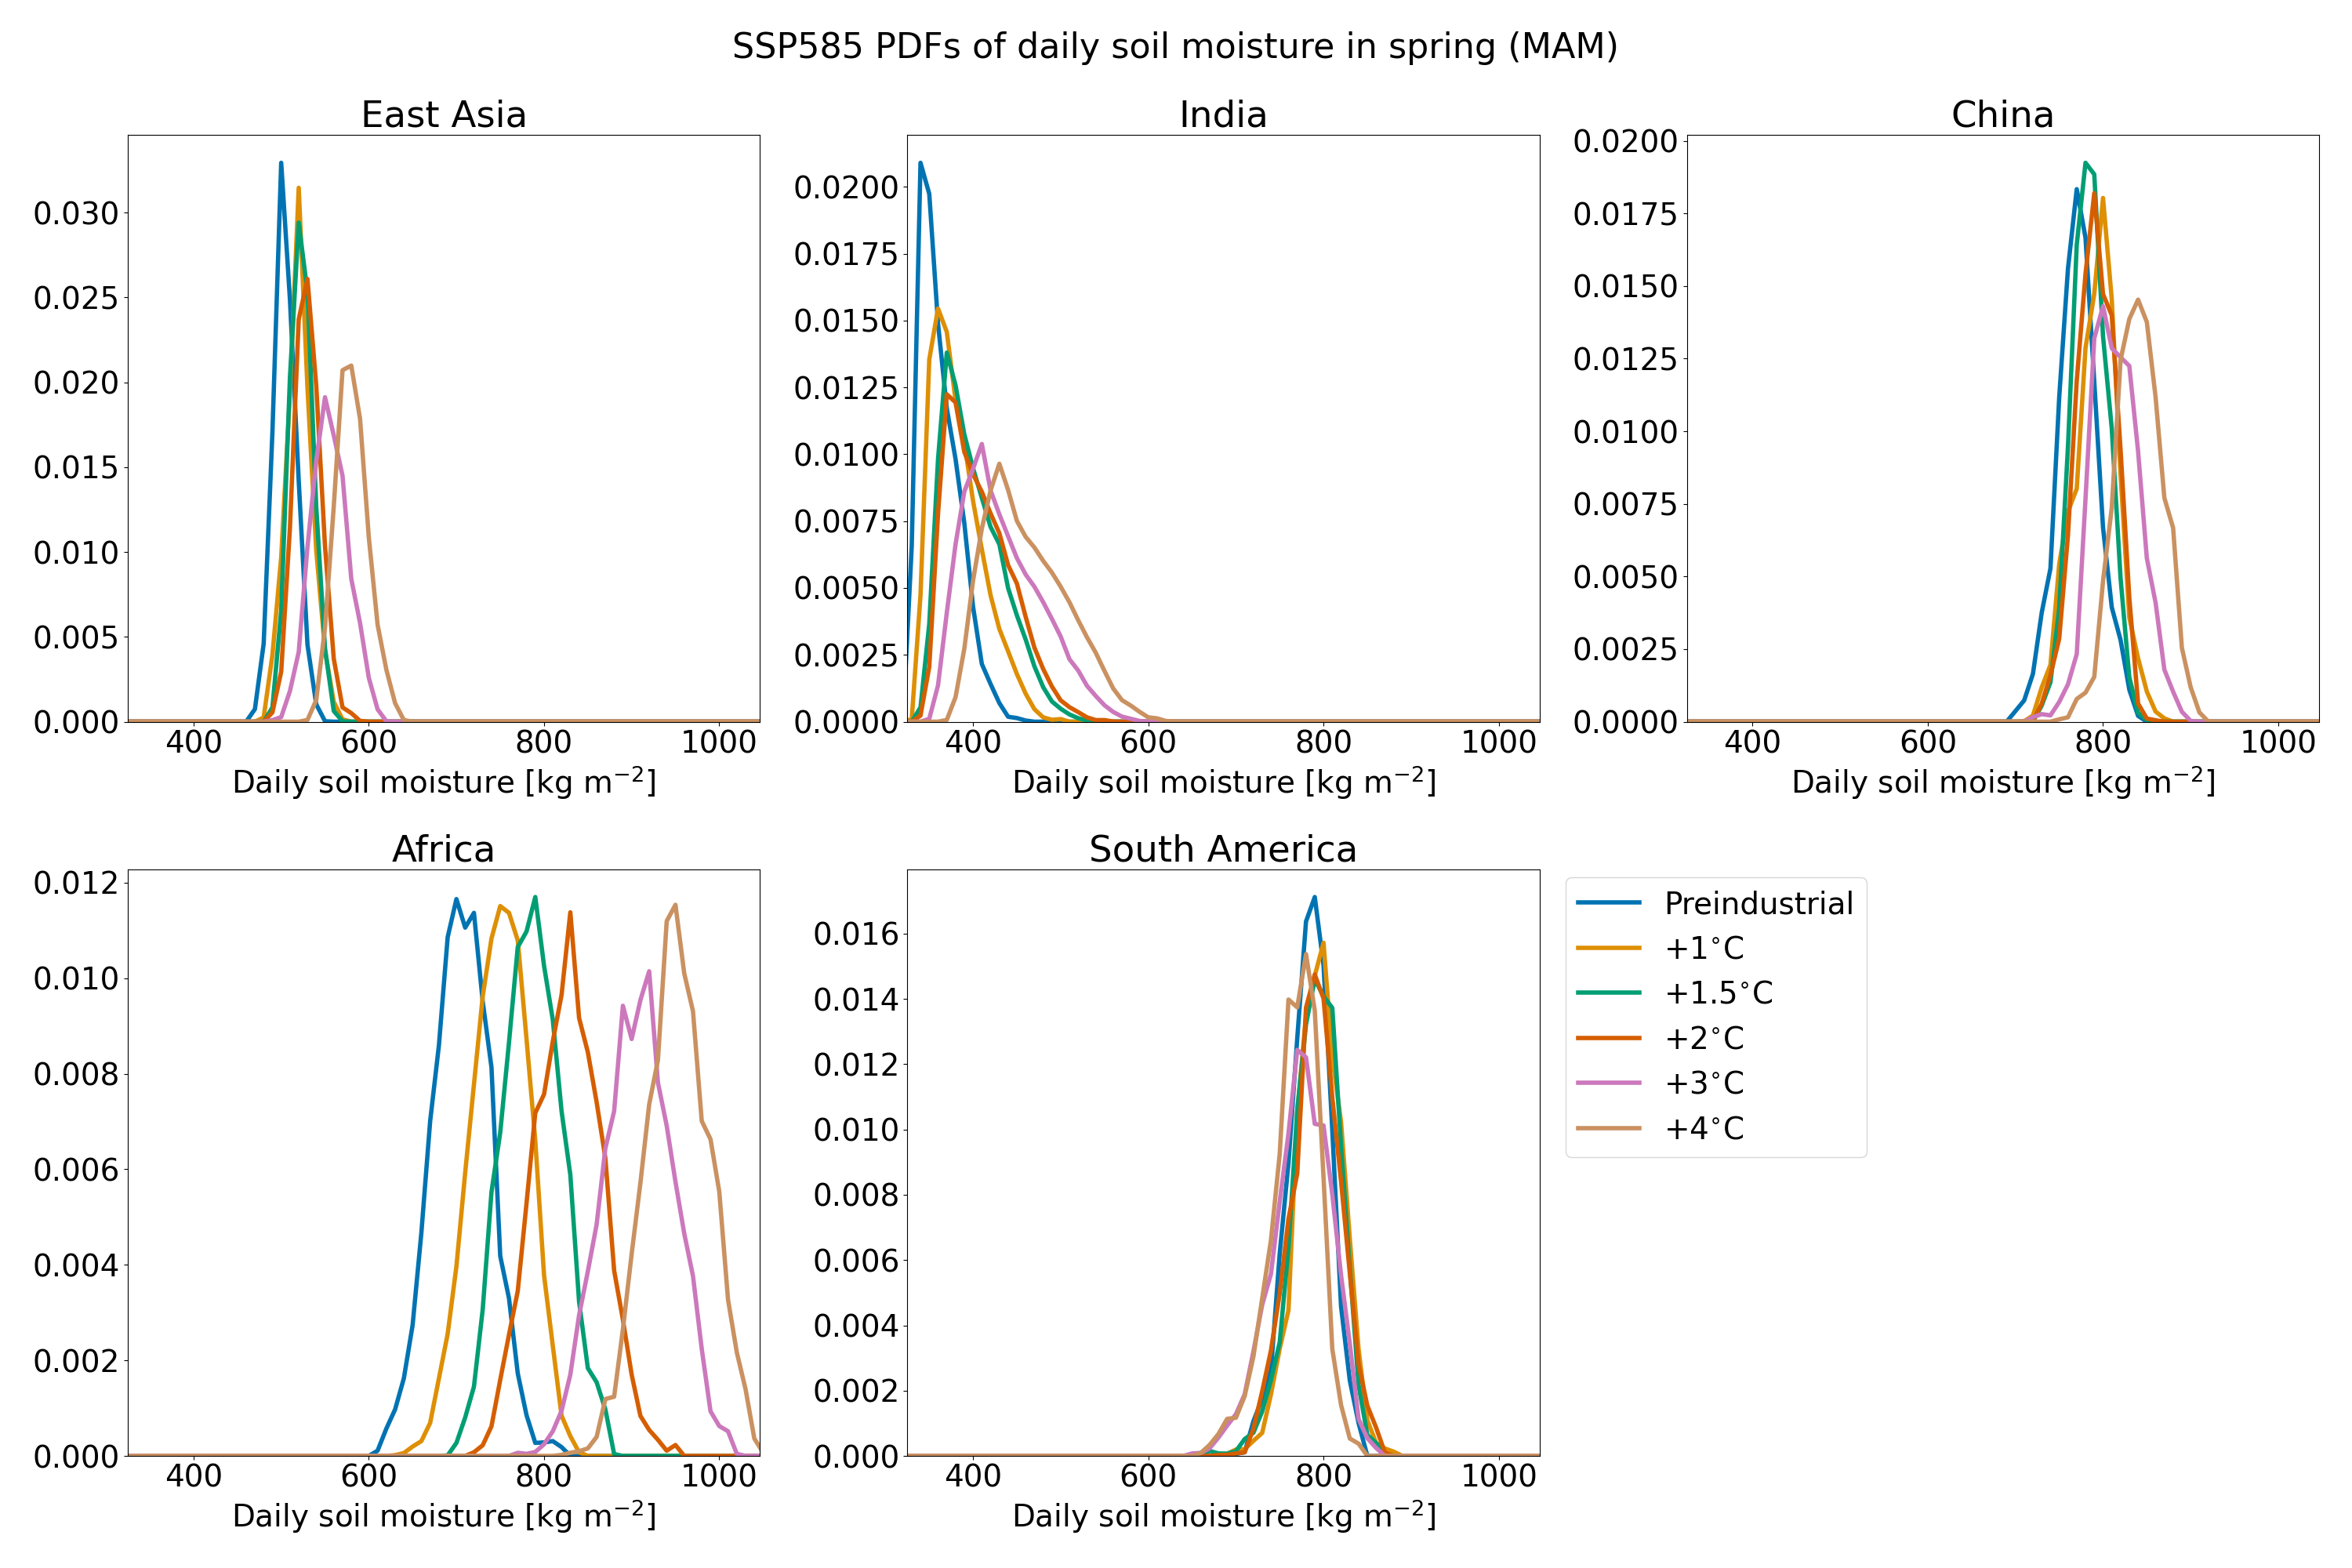 SSP585 PDFs of daily soil moisture in spring (MAM)
East Asia
0.030
0.025
0.020
0.015
0.010
0.005
0.000
400 600 800 1000
Daily soil moisture [kg m⁻²]
India
0.0200
0.0175
0.0150
0.0125
0.0100
0.0075
0.0050
0.0025
0.0000
400 600 800 1000
Daily soil moisture [kg m⁻²]
China
0.0200
0.0175
0.0150
0.0125
0.0100
0.0075
0.0050
0.0025
0.0000
400 600 800 1000
Daily soil moisture [kg m⁻²]
Africa
0.012
0.010
0.008
0.006
0.004
0.002
0.000
400 600 800 1000
Daily soil moisture [kg m⁻²]
South America
0.016
0.014
0.012
0.010
0.008
0.006
0.004
0.002
0.000
400 600 800 1000
Daily soil moisture [kg m⁻²]
Preindustrial
+1°C
+1.5°C
+2°C
+3°C
+4°C